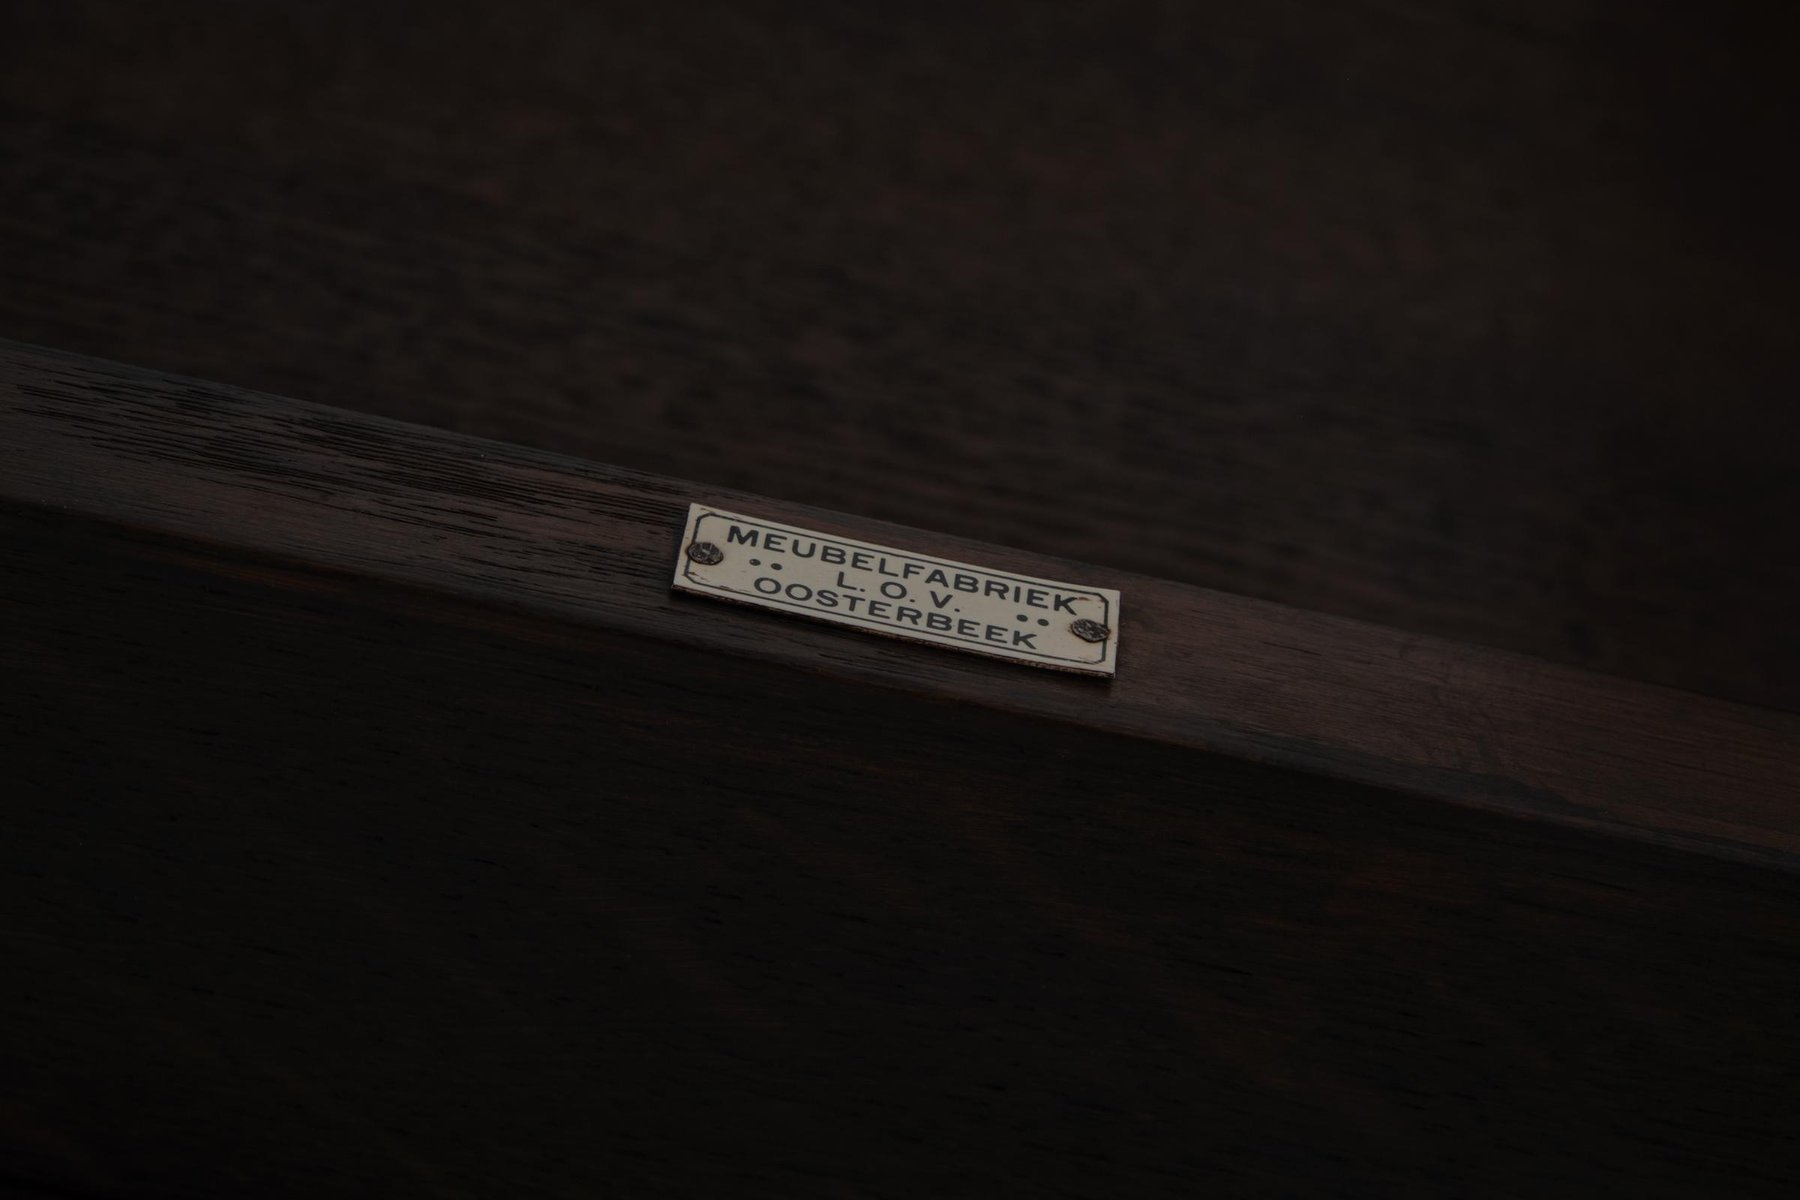 MEUBELFABRIEK
L. O. V.
OOSTERBEEK